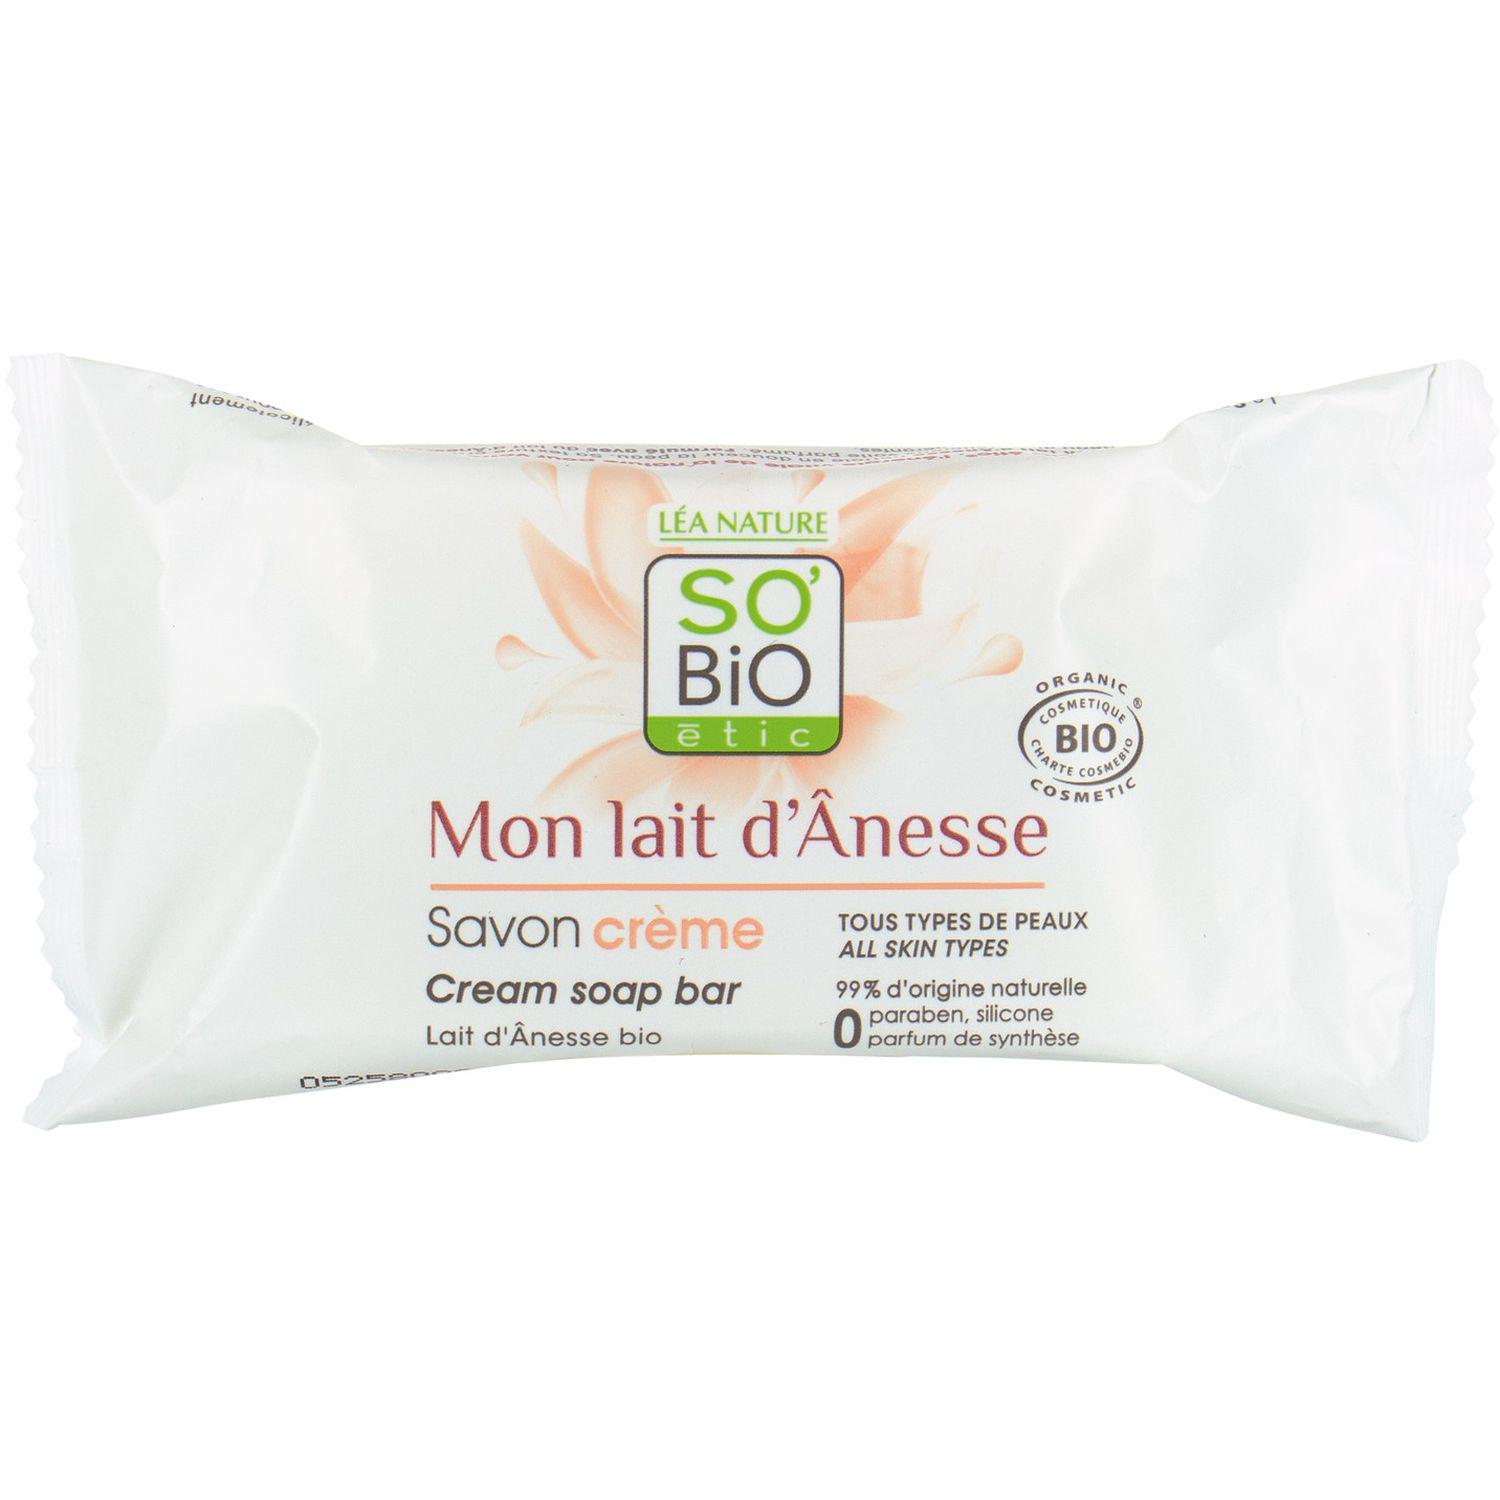 LÉA NATURE
SO'
BiO
ētic
ORGANIC
COSMETIQUE
BIO
CHARTE COSMEBIO
COSMETIC
®
Mon lait d'Ânesse
Savon crème
Cream soap bar
Lait d'Ânesse bio
TOUS TYPES DE PEAUX
ALL SKIN TYPES
99% d'origine naturelle
0 paraben, silicone
parfum de synthèse